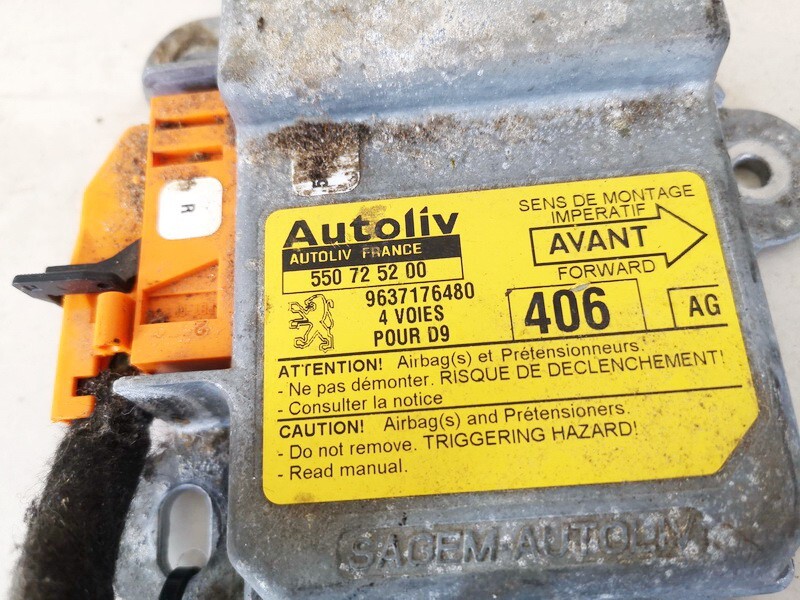 R
Autoliv
AUTOLIV FRANCE
550 72 52 00
9637176480
4 VOIES
POUR D9
SENS DE MONTAGE
IMPERATIF
AVANT
FORWARD
406
AG
ATTENTION! Airbag(s) et Prétensionneurs.
- Ne pas démonter. RISQUE DE DECLENCHEMENT!
- Consulter la notice
CAUTION! Airbag(s) and Prétensioners.
- Do not remove. TRIGGERING HAZARD!
- Read manual.
SAGEM-AUTOLIV